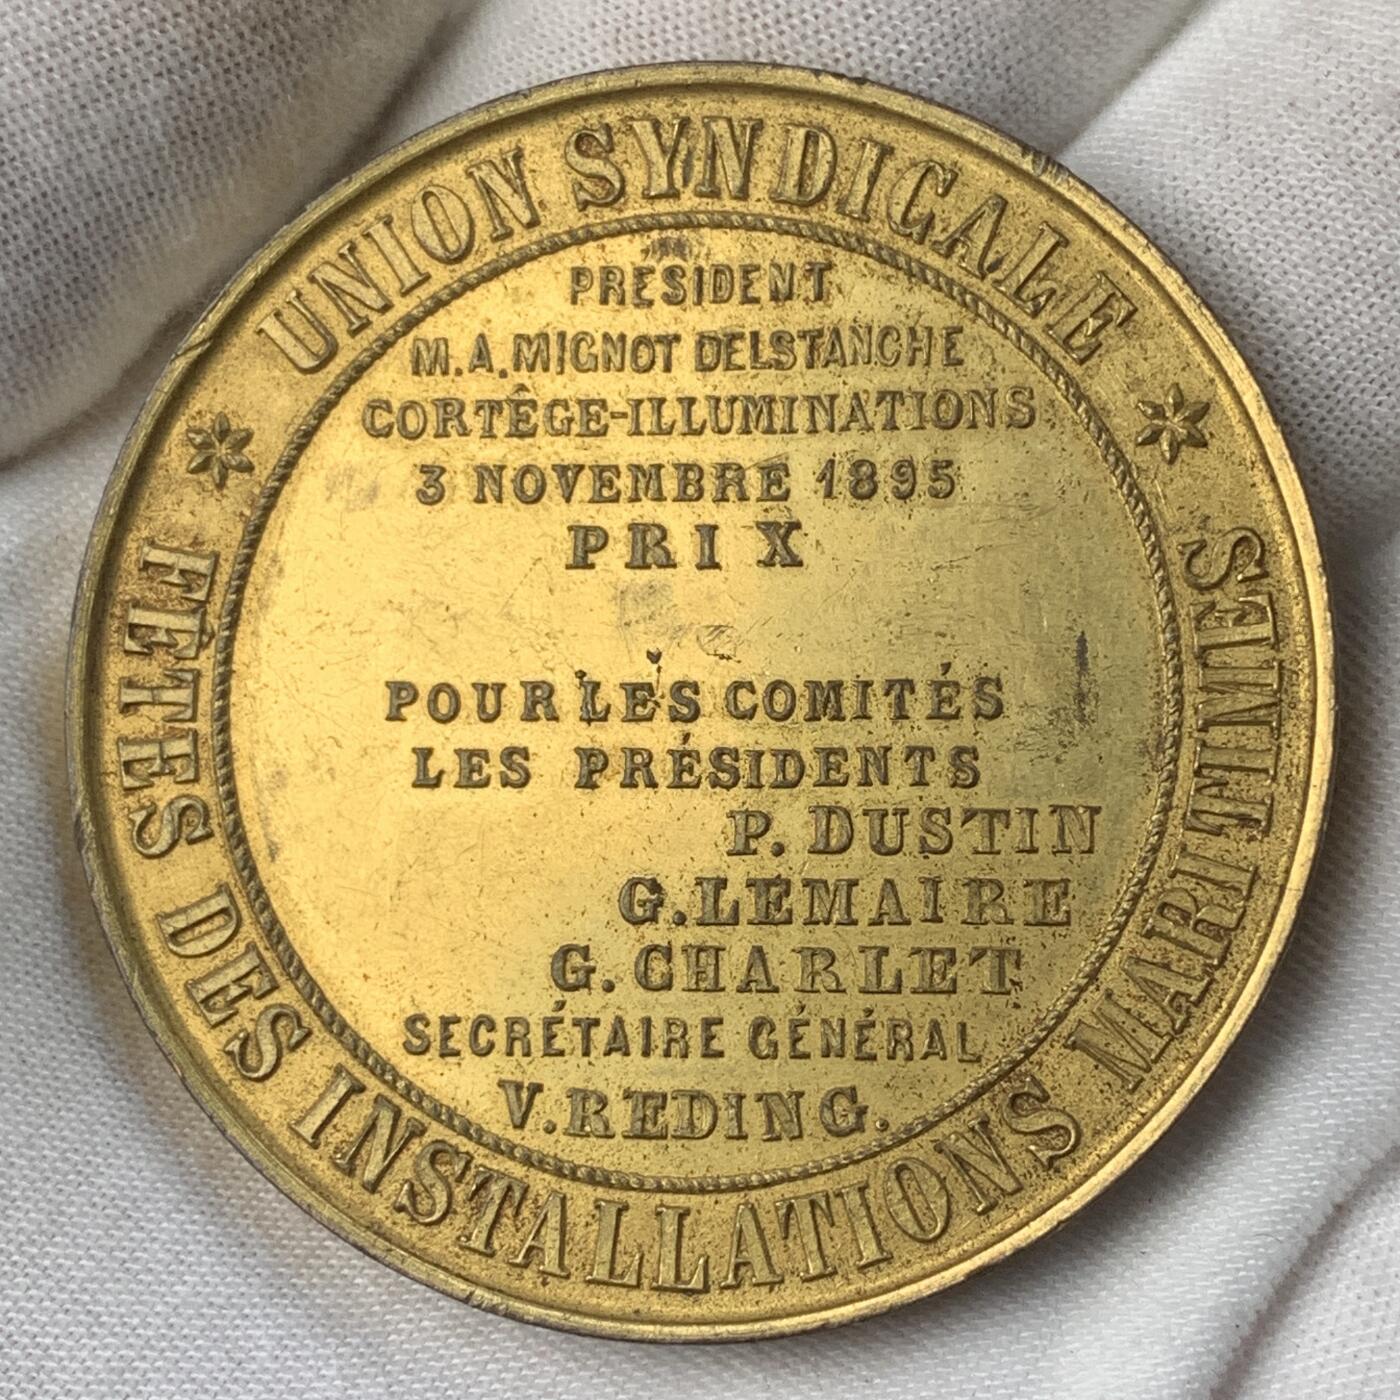 UNION SYNDICALE
PRÉSIDENT
M.A.MIGNOT DELSTANCHE
CORTÊGE-ILLUMINATIONS
3 NOVEMBRE 1895
PRIX
POUR LES COMITÉS
LES PRÉSIDENTS
P. DUSTIN
G. LEMAIRE
G. CHARLET
SECRÉTAIRE GÉNÉRAL
V. REDING.
FÊTES DES INSTALLATIONS MARITIMES